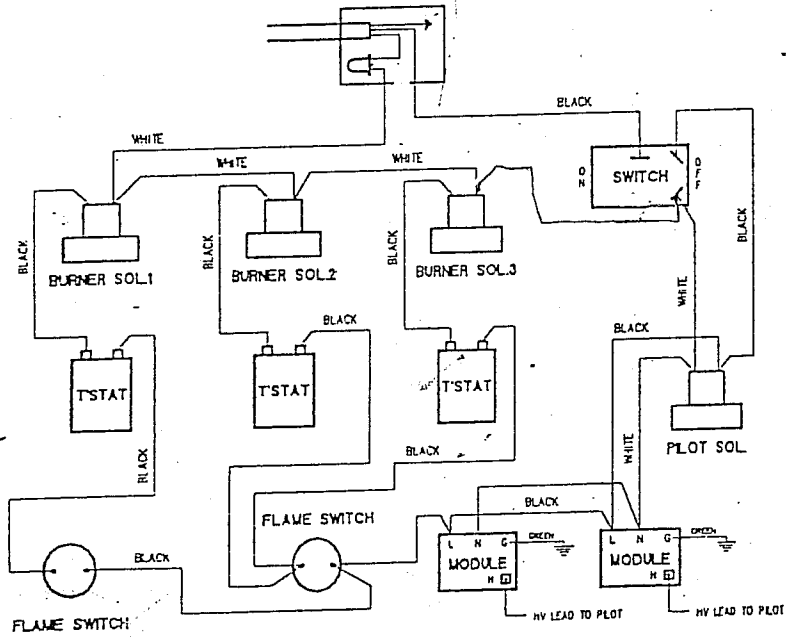 BLACK
WHITE
WHITE
WHITE
ON
SWITCH
OFF
BLACK
BLACK
BLACK
BLACK
BURNER SOL.1
BURNER SOL.2
BURNER SOL.3
WHITE
BLACK
BLACK
T'STAT
T'STAT
T'STAT
PILOT SOL
BLACK
BLACK
WHITE
BLACK
FLAME SWITCH
L N G
GREEN
MODULE
H
L N G
GREEN
MODULE
H
BLACK
FLAME SWITCH
HV LEAD TO PILOT
HV LEAD TO PILOT